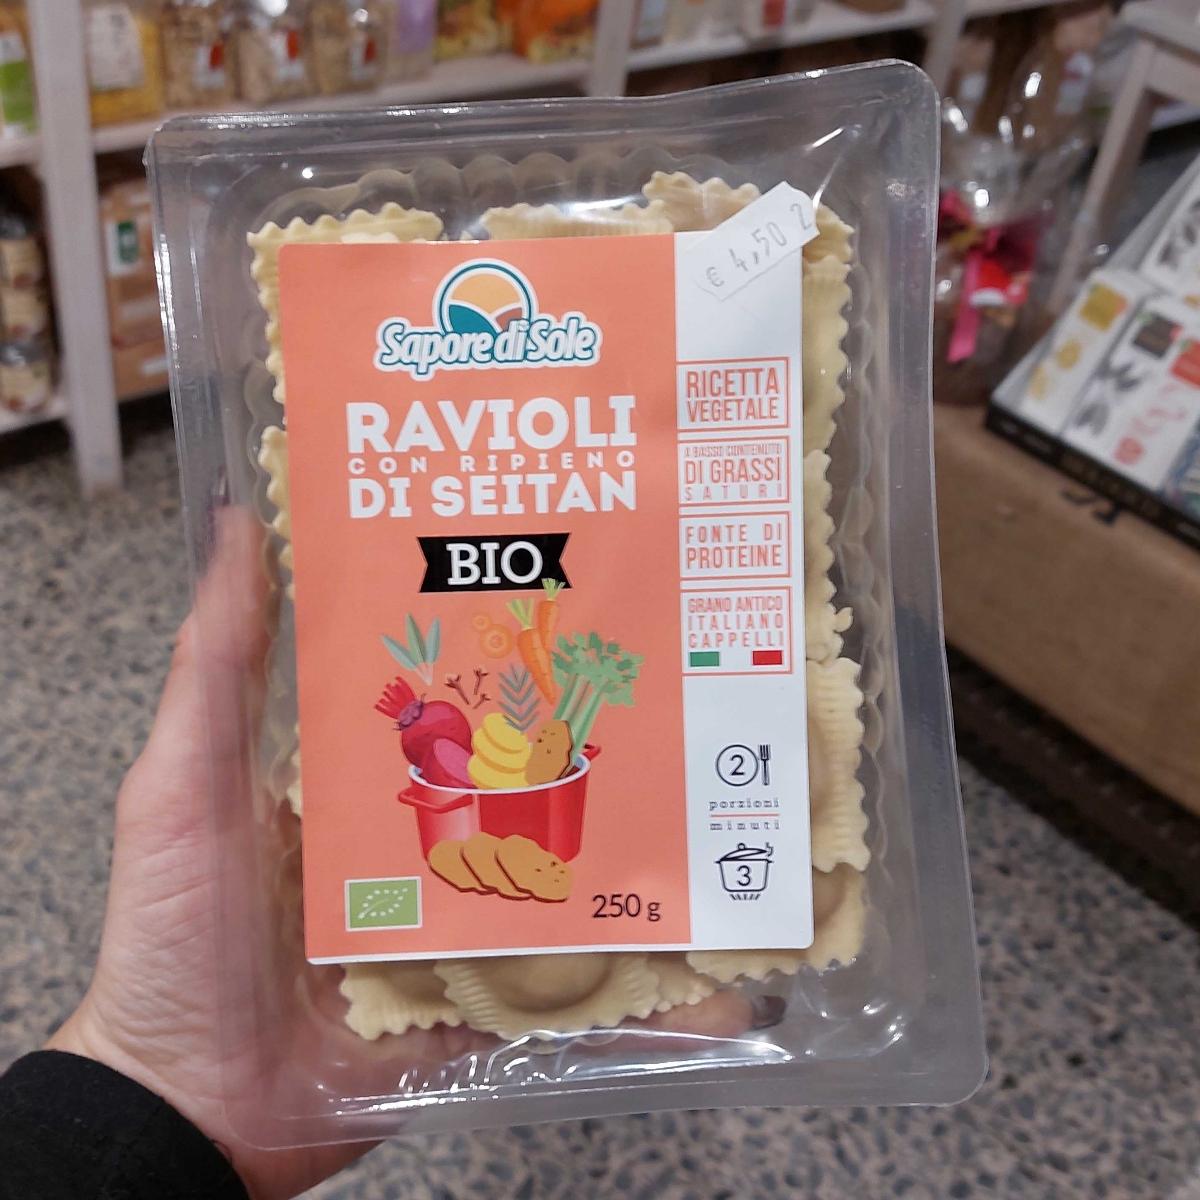 € 4,50 2
Sapore di Sole
RAVIOLI
CON RIPIENO
DI SEITAN
BIO
250 g
RICETTA
VEGETALE
A BASSO CONTENUTO
DI GRASSI
SATURI
FONTE DI
PROTEINE
GRANO ANTICO
ITALIANO
CAPPELLI
2
porzioni
minuti
3